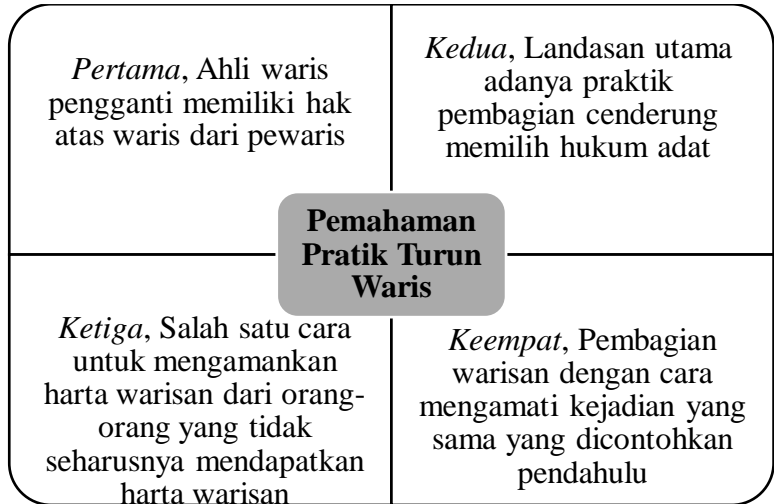 Pertama, Ahli waris
pengganti memiliki hak
atas waris dari pewaris
Kedua, Landasan utama
adanya praktik
pembagian cenderung
memilih hukum adat
Pemahaman
Pratik Turun
Waris
Ketiga, Salah satu cara
untuk mengamankan
harta warisan dari orang-
orang yang tidak
seharusnya mendapatkan
harta warisan
Keempat, Pembagian
warisan dengan cara
mengamati kejadian yang
sama yang dicontohkan
pendahulu